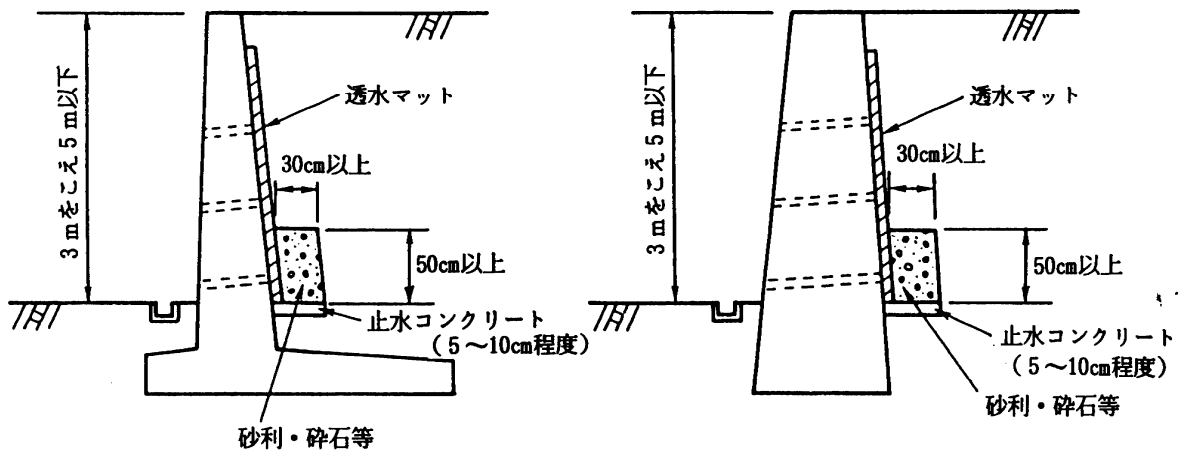 3mをこえ5m以下
透水マット
30cm以上
50cm以上
止水コンクリート
(5~10cm程度)
砂利・砕石等
3mをこえ5m以下
透水マット
30cm以上
50cm以上
止水コンクリート
(5~10cm程度)
砂利・砕石等